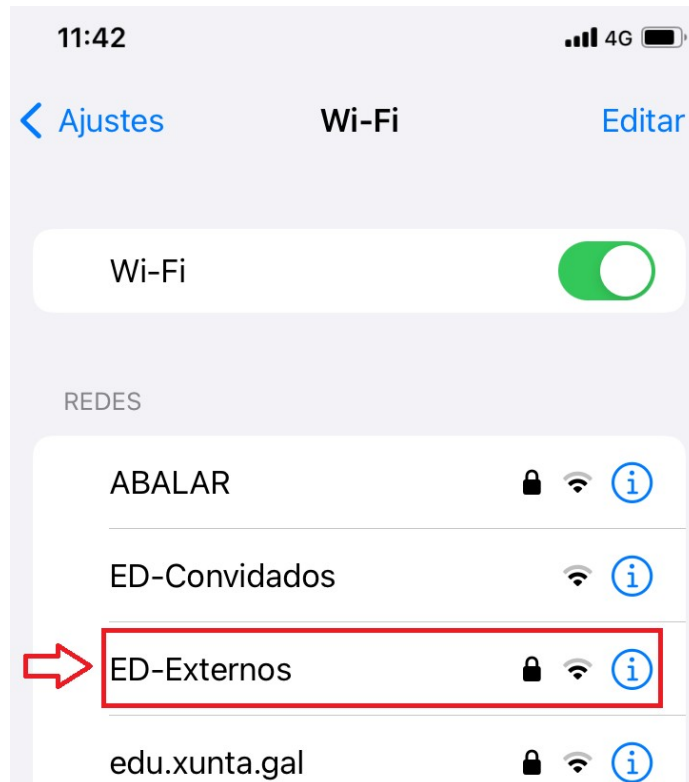 11:42 4G
Ajustes Wi-Fi Editar
Wi-Fi
REDES
ABALAR
ED-Convidados
ED-Externos
edu.xunta.gal